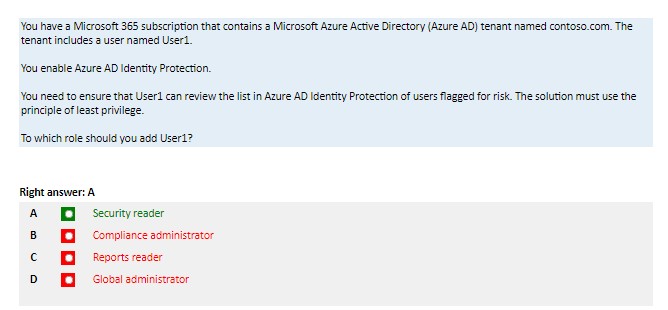 You have a Microsoft 365 subscription that contains a Microsoft Azure Active Directory (Azure AD) tenant named contoso.com. The
tenant includes a user named User1.
You enable Azure AD Identity Protection.
You need to ensure that User1 can review the list in Azure AD Identity Protection of users flagged for risk. The solution must use the
principle of least privilege.
To which role should you add User1?
Right answer: A
A Security reader
B Compliance administrator
C Reports reader
D Global administrator